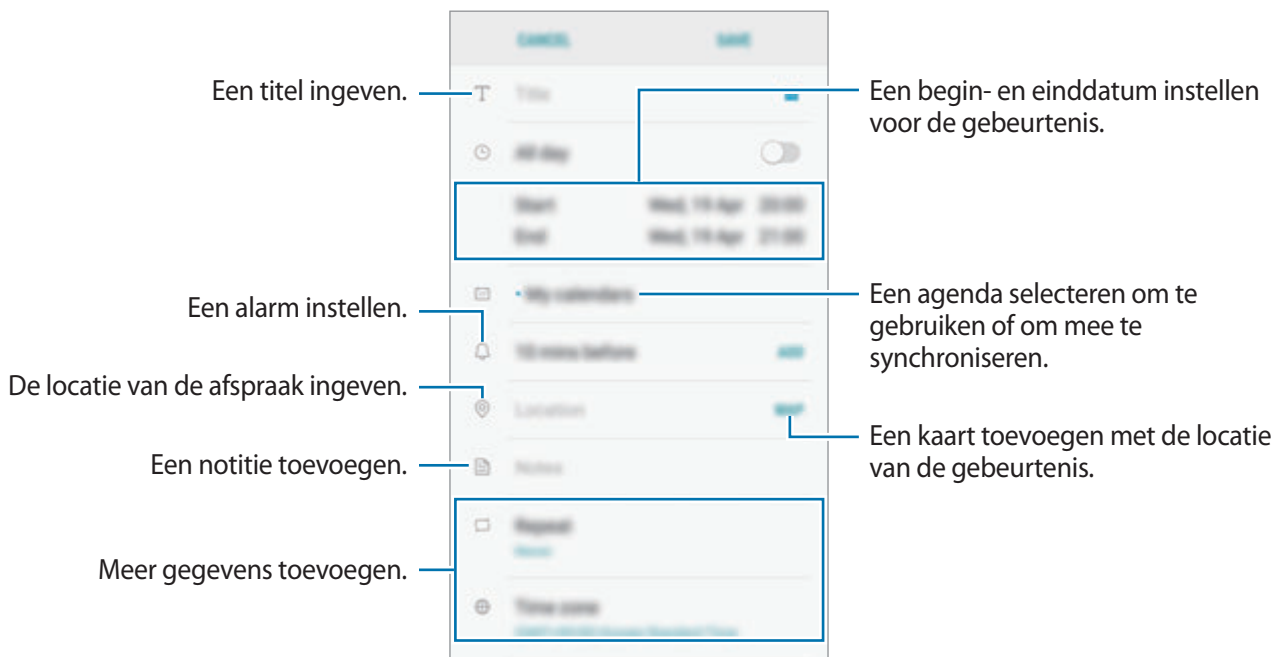 CANCEL
SAVE
Een titel ingeven.
Title
Een begin- en einddatum instellen
voor de gebeurtenis.
All day
Start Wed, 19 Apr 20:00
End Wed, 19 Apr 21:00
My calendars
Een agenda selecteren om te
gebruiken of om mee te
synchroniseren.
Een alarm instellen.
10 mins before
ADD
De locatie van de afspraak ingeven.
Location
MAP
Een kaart toevoegen met de locatie
van de gebeurtenis.
Een notitie toevoegen.
Notes
Repeat
Never
Meer gegevens toevoegen.
Time zone